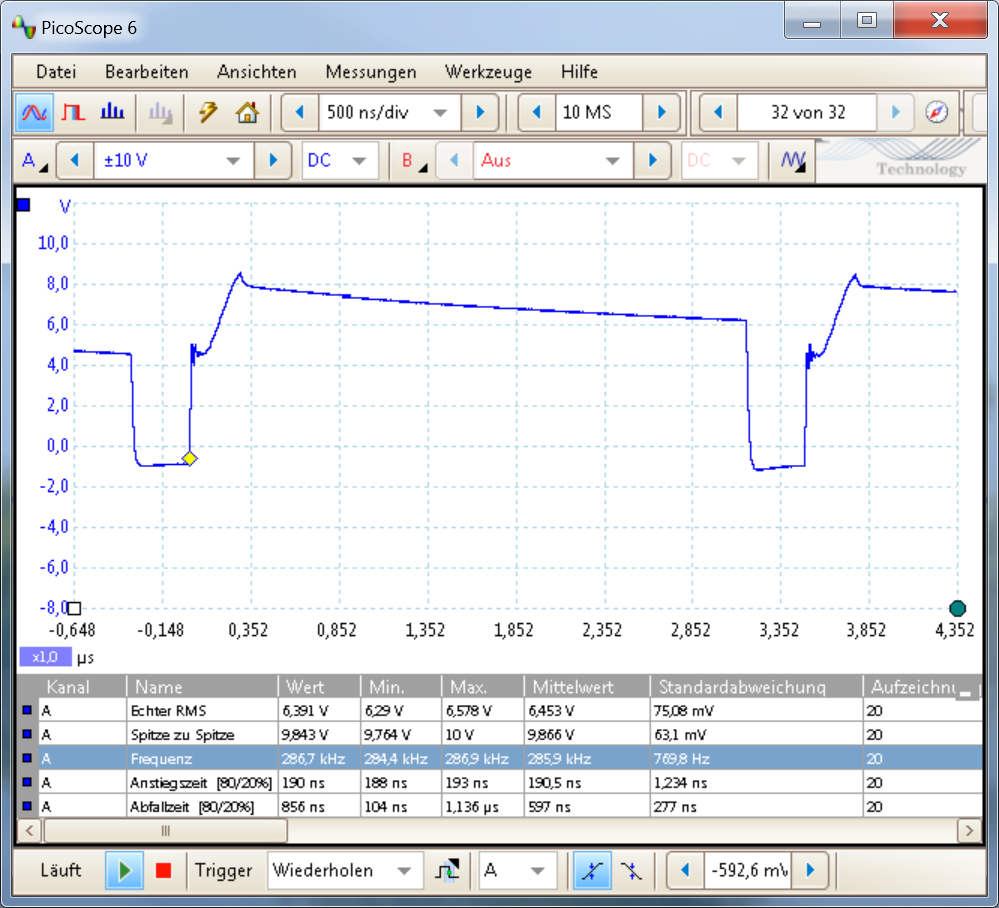 PicoScope 6
Datei Bearbeiten Ansichten Messungen Werkzeuge Hilfe
500 ns/div 10 MS 32 von 32
A ±10 V DC B Aus DC Technology
V
10,0
8,0
6,0
4,0
2,0
0,0
-2,0
-4,0
-6,0
-8,0
-0,648 -0,148 0,352 0,852 1,352 1,852 2,352 2,852 3,352 3,852 4,352
x1,0 µs
Kanal Name Wert Min. Max. Mittelwert Standardabweichung Aufzeichnu
A Echter RMS 6,391 V 6,29 V 6,578 V 6,453 V 75,08 mV 20
A Spitze zu Spitze 9,843 V 9,764 V 10 V 9,866 V 63,1 mV 20
A Frequenz 286,7 kHz 284,4 kHz 286,9 kHz 285,9 kHz 769,8 Hz 20
A Anstiegszeit [80/20%] 190 ns 188 ns 193 ns 190,5 ns 1,234 ns 20
A Abfallzeit [80/20%] 856 ns 104 ns 1,136 µs 597 ns 277 ns 20
Läuft Trigger Wiederholen A -592,6 mV